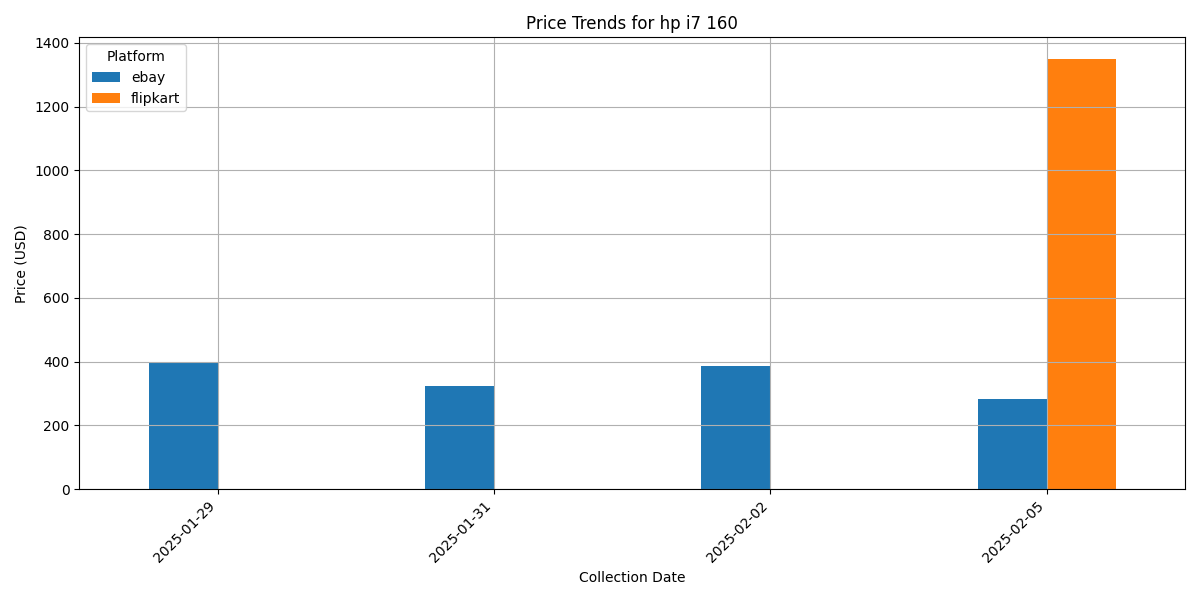 Price Trends for hp i7 160
Platform
ebay
flipkart
Price (USD)
1400
1200
1000
800
600
400
200
0
2025-01-29
2025-01-31
2025-02-02
2025-02-05
Collection Date